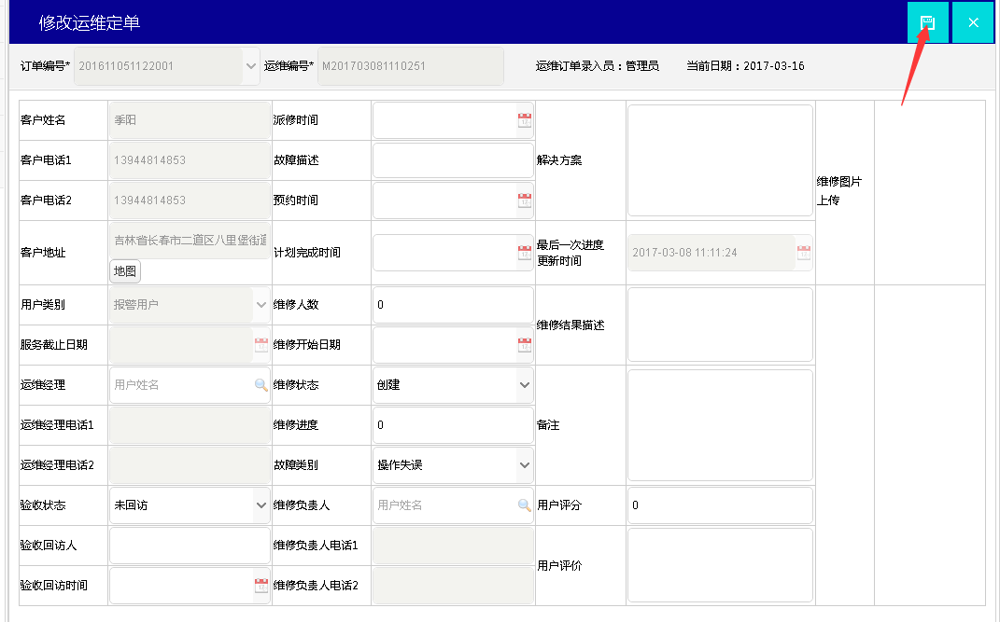 修改运维定单
订单编号* 201611051122001 运维编号* M201703081110251 运维订单录入员：管理员 当前日期：2017-03-16
客户姓名 季阳 派修时间
客户电话1 13944814853 故障描述 解决方案
维修图片
上传
客户电话2 13944814853 预约时间
客户地址 吉林省长春市二道区八里堡街道 计划完成时间
地图
最后一次进度
更新时间
2017-03-08 11:11:24
用户类别 报警用户 维修人数 0
维修结果描述
服务截止日期 维修开始日期
运维经理 用户姓名 维修状态 创建
运维经理电话1 维修进度 0 备注
运维经理电话2 故障类别 操作失误
验收状态 未回访 维修负责人 用户姓名 用户评分 0
验收回访人 维修负责人电话1
用户评价
验收回访时间 维修负责人电话2